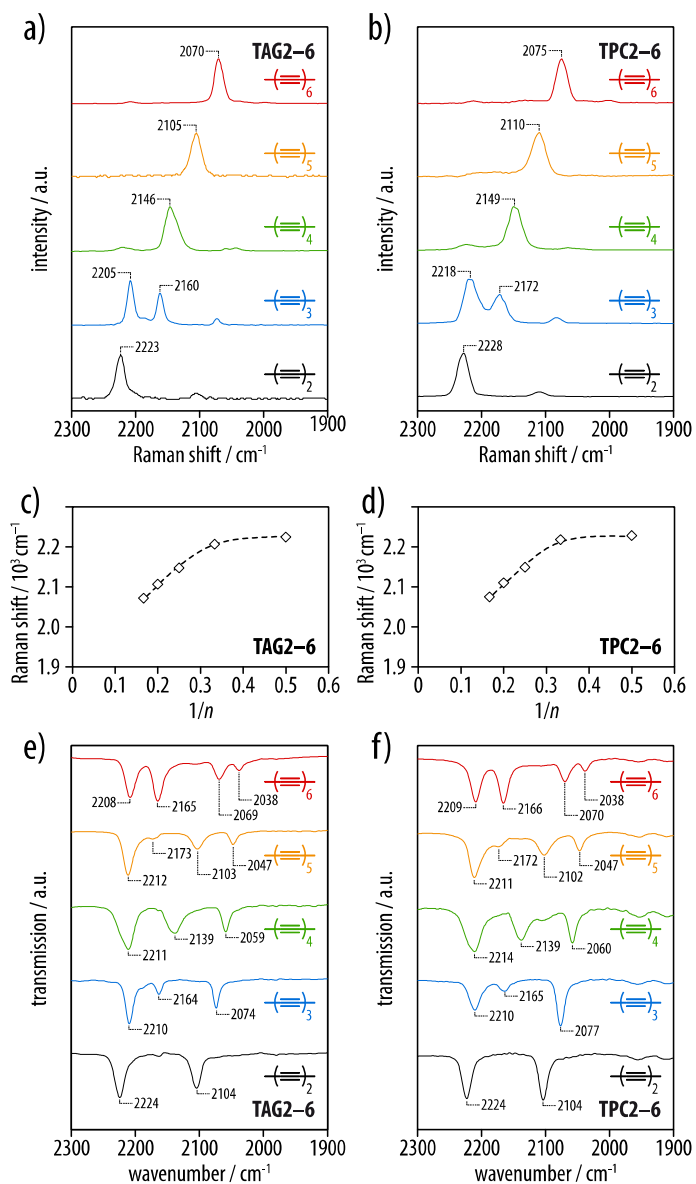 a) TAG2–6
2070
6
2105
5
2146
4
2205
2160
3
2223
2
intensity / a.u.
2300 2200 2100 2000 1900
Raman shift / cm⁻¹
b) TPC2–6
2075
6
2110
5
2149
4
2218
2172
3
2228
2
intensity / a.u.
2300 2200 2100 2000 1900
Raman shift / cm⁻¹
c)
Raman shift / 10³ cm⁻¹
2.2
2.1
2.0
1.9
TAG2–6
0 0.1 0.2 0.3 0.4 0.5 0.6
1/n
d)
Raman shift / 10³ cm⁻¹
2.2
2.1
2.0
1.9
TPC2–6
0 0.1 0.2 0.3 0.4 0.5 0.6
1/n
e)
6
2208 2165 2069 2038
5
2212 2173 2103 2047
4
2211 2139 2059
3
2210 2164 2074
2
2224 2104
TAG2–6
transmission / a.u.
2300 2200 2100 2000 1900
wavenumber / cm⁻¹
f)
6
2209 2166 2070 2038
5
2211 2172 2102 2047
4
2214 2139 2060
3
2210 2165 2077
2
2224 2104
TPC2–6
transmission / a.u.
2300 2200 2100 2000 1900
wavenumber / cm⁻¹